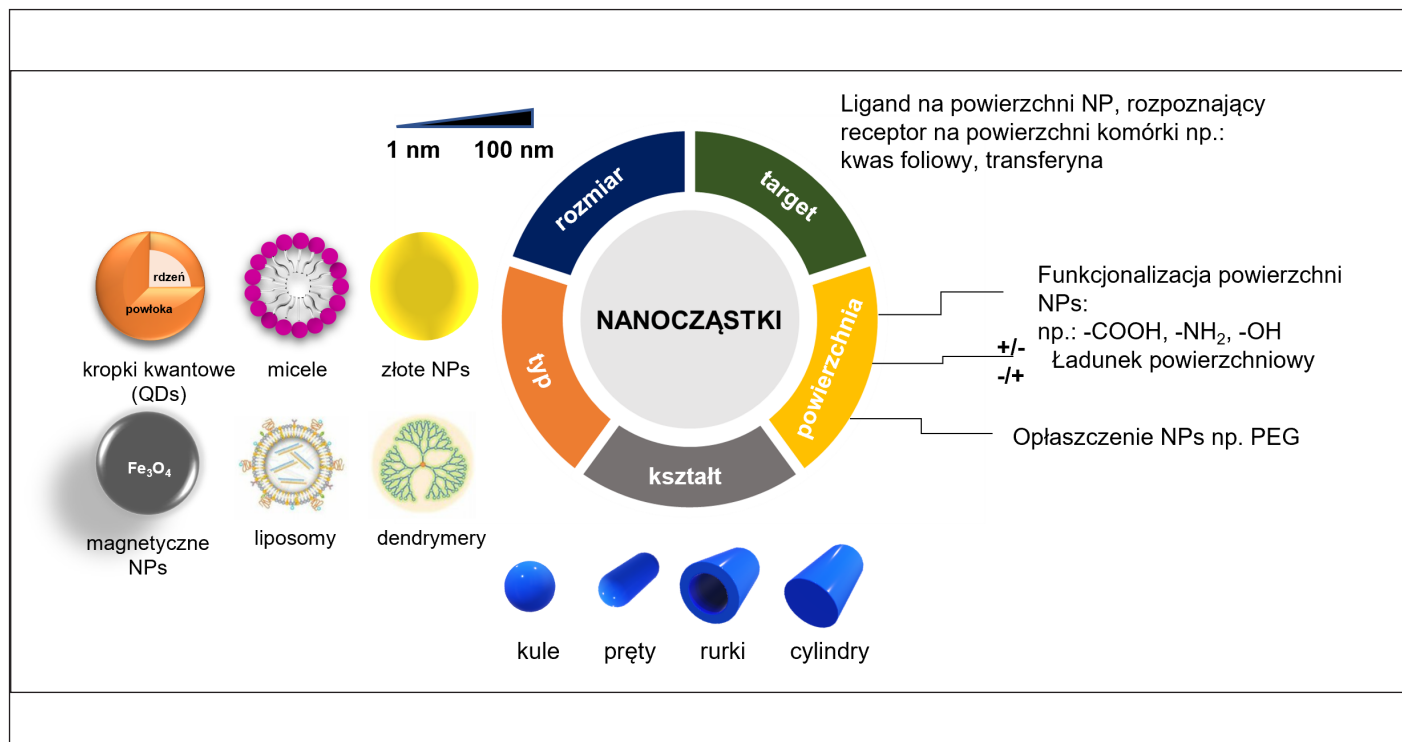 Ligand na powierzchni NP, rozpoznający
receptor na powierzchni komórki np.:
kwas foliowy, transferyna
1 nm
100 nm
rozmiar
target
typ
powierzchnia
kształt
NANOCZĄSTKI
rdzeń
powłoka
kropki kwantowe
(QDs)
micele
złote NPs
Fe₃O₄
magnetyczne
NPs
liposomy
dendrymery
Funkcjonalizacja powierzchni
NPs:
np.: -COOH, -NH₂, -OH
+/-
-/+
Ładunek powierzchniowy
Opłaszczenie NPs np. PEG
kule
pręty
rurki
cylindry